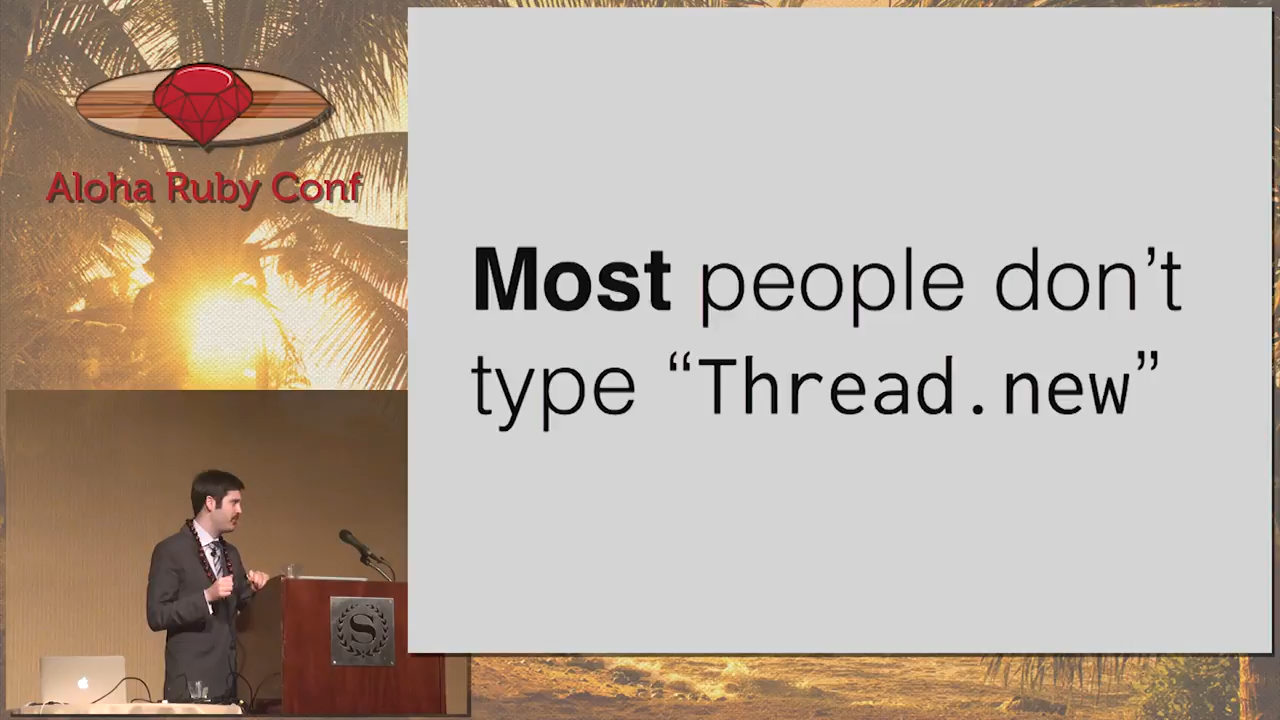 Aloha Ruby Conf
Most people don’t
type “Thread.new”
S